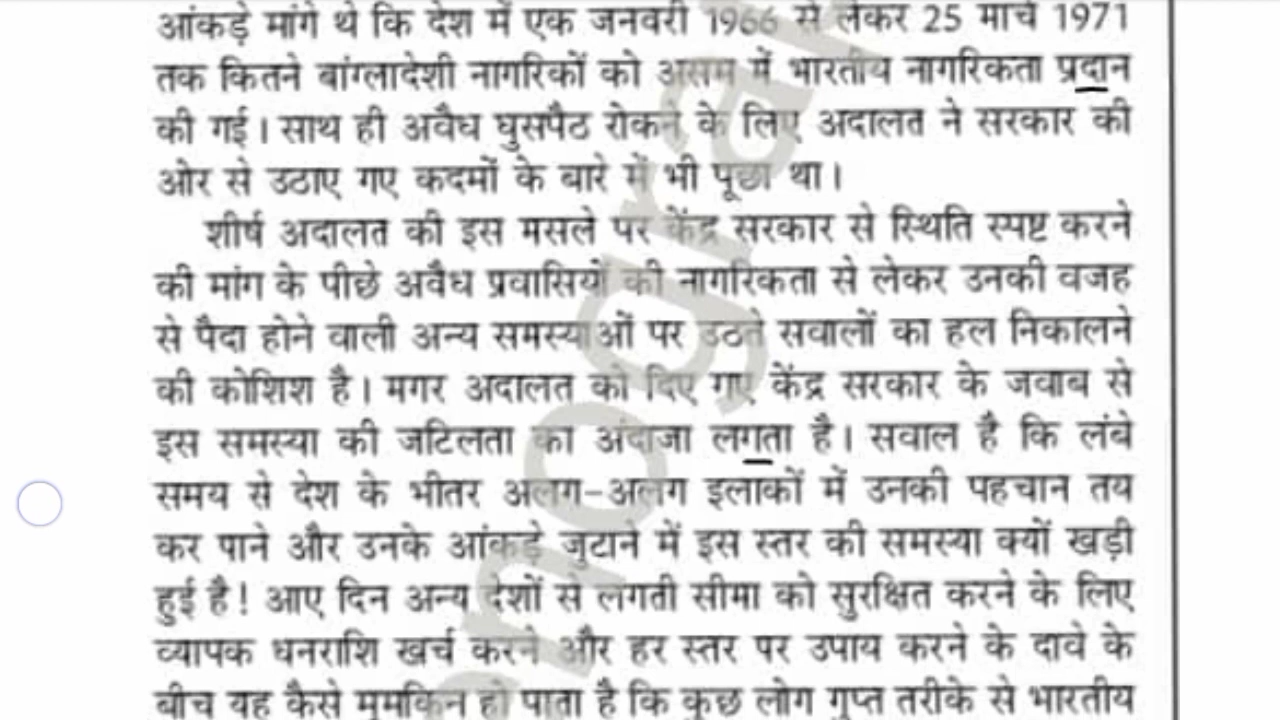 आंकड़े मांगे थे कि देश में एक जनवरी 1966 से लेकर 25 मार्च 1971
तक कितने बांग्लादेशी नागरिकों को असम में भारतीय नागरिकता प्रदान
की गई। साथ ही अवैध घुसपैठ रोकने के लिए अदालत ने सरकार की
ओर से उठाए गए कदमों के बारे में भी पूछा था।
शीर्ष अदालत की इस मसले पर केंद्र सरकार से स्थिति स्पष्ट करने
की मांग के पीछे अवैध प्रवासियों की नागरिकता से लेकर उनकी वजह
से पैदा होने वाली अन्य समस्याओं पर उठते सवालों का हल निकालने
की कोशिश है। मगर अदालत को दिए गए केंद्र सरकार के जवाब से
इस समस्या की जटिलता का अंदाजा लगता है। सवाल है कि लंबे
समय से देश के भीतर अलग-अलग इलाकों में उनकी पहचान तय
कर पाने और उनके आंकड़े जुटाने में इस स्तर की समस्या क्यों खड़ी
हुई है! आए दिन अन्य देशों से लगती सीमा को सुरक्षित करने के लिए
व्यापक धनराशि खर्च करने और हर स्तर पर उपाय करने के दावे के
बीच यह कैसे मुमकिन हो पाता है कि कुछ लोग गुप्त तरीके से भारतीय